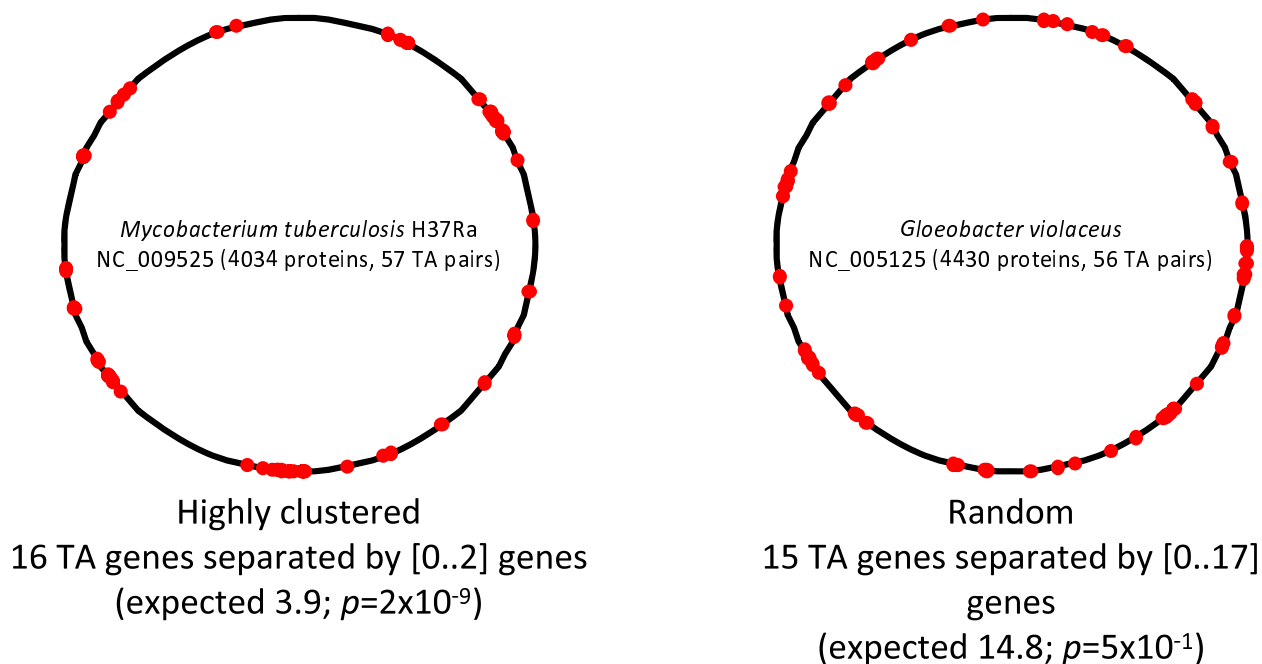 Mycobacterium tuberculosis H37Ra
NC_009525 (4034 proteins, 57 TA pairs)
Highly clustered
16 TA genes separated by [0..2] genes
(expected 3.9; p=2x10⁻⁹)
Gloeobacter violaceus
NC_005125 (4430 proteins, 56 TA pairs)
Random
15 TA genes separated by [0..17]
genes
(expected 14.8; p=5x10⁻¹)